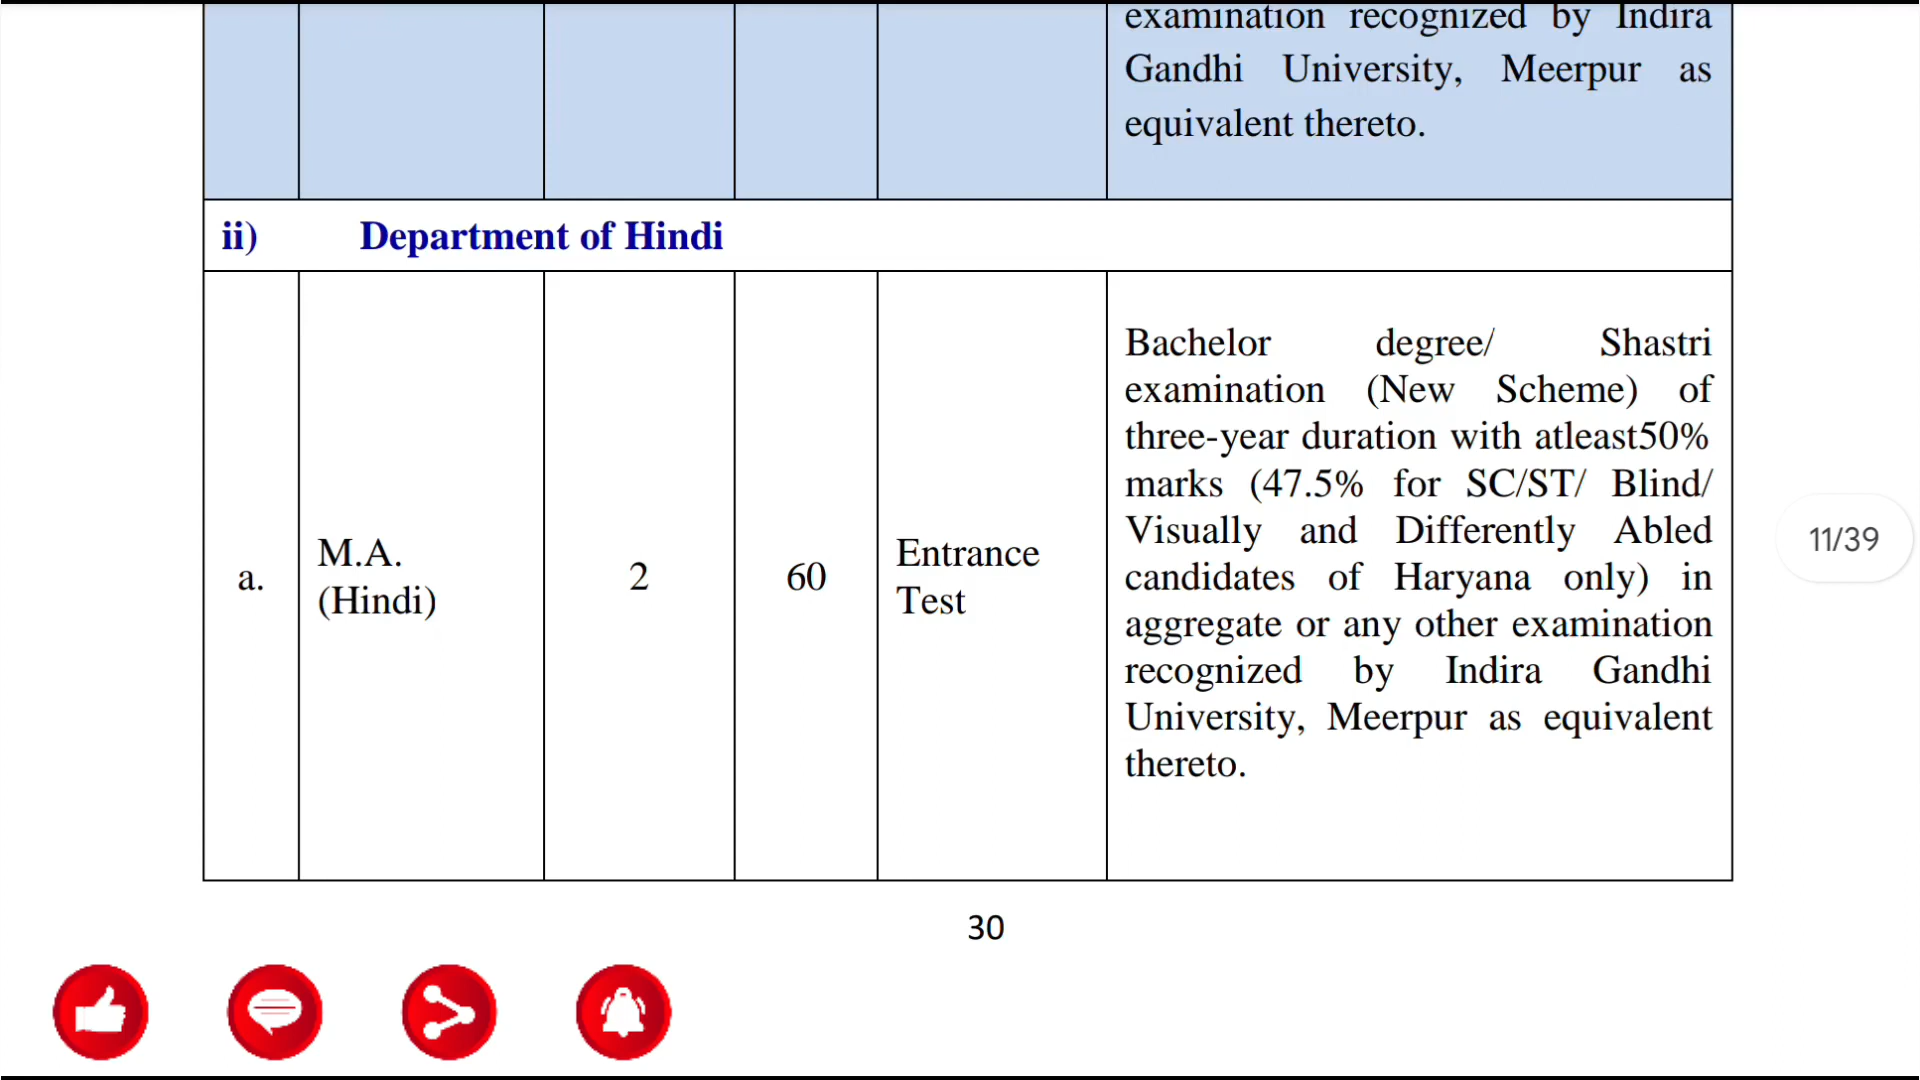 examination recognized by Indira
Gandhi University, Meerpur as
equivalent thereto.
ii) Department of Hindi
a.
M.A.
(Hindi)
2
60
Entrance
Test
Bachelor degree/ Shastri
examination (New Scheme) of
three-year duration with atleast50%
marks (47.5% for SC/ST/ Blind/
Visually and Differently Abled
candidates of Haryana only) in
aggregate or any other examination
recognized by Indira Gandhi
University, Meerpur as equivalent
thereto.
11/39
30